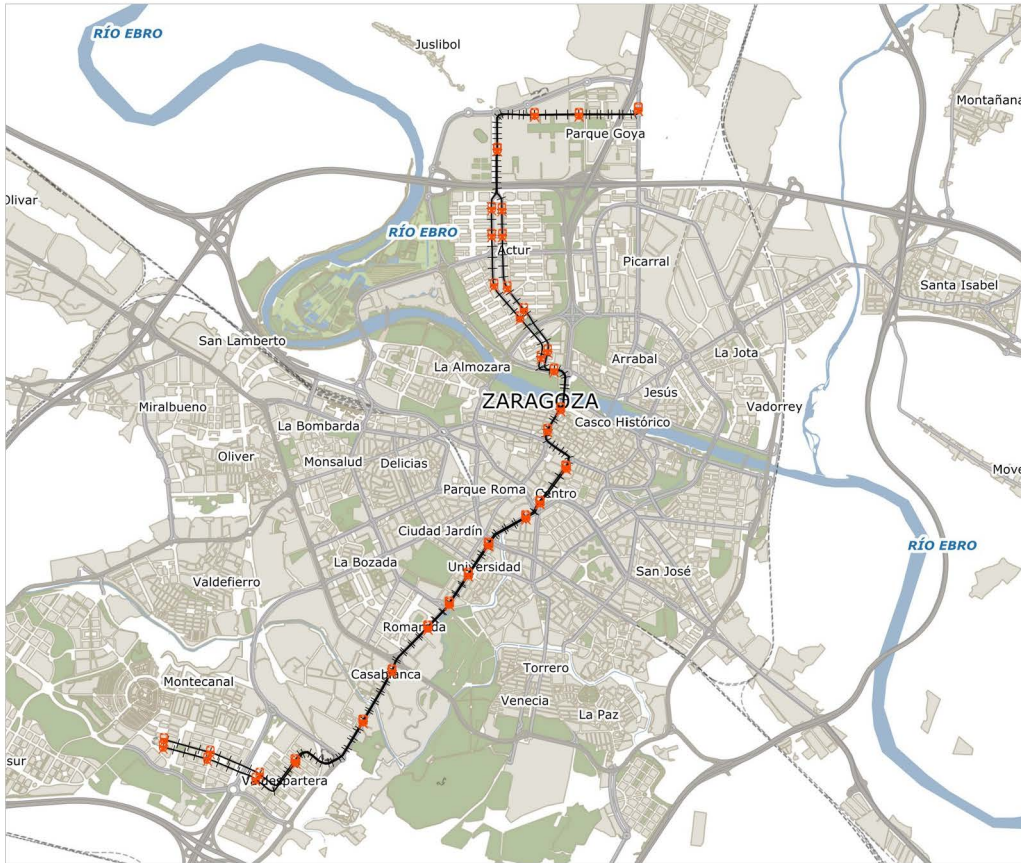 RÍO EBRO
Juslibol
Montañana
Parque Goya
Olivar
RÍO EBRO
Actur
Picarral
Santa Isabel
San Lamberto
La Jota
Arrabal
La Almozara
Jesús
ZARAGOZA
Vadorrey
Miralbueno
Casco Histórico
La Bombarda
Oliver
Monsalud
Delicias
Move
Parque Roma
Centro
Ciudad Jardín
RÍO EBRO
La Bozada
Universidad
San José
Valdefierro
Romareda
Torrero
Casablanca
Montecanal
Venecia
La Paz
sur
Valdespartera